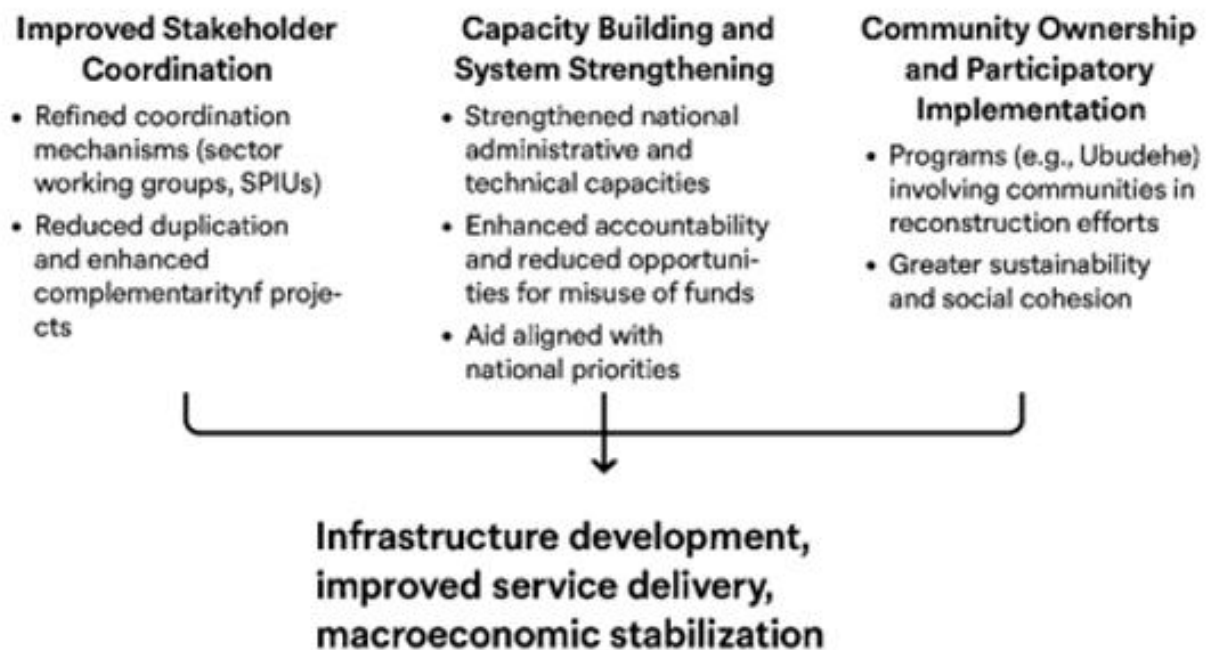 Improved Stakeholder
Coordination
• Refined coordination
mechanisms (sector
working groups, SPIUs)
• Reduced duplication
and enhanced
complementarityıf proje-
cts
Capacity Building and
System Strengthening
• Strengthened national
administrative and
technical capacities
• Enhanced accountability
and reduced opportuni-
ties for misuse of funds
• Aid aligned with
national priorities
Community Ownership
and Participatory
Implementation
• Programs (e.g., Ubudehe)
involving communities in
reconstruction efforts
• Greater sustainability
and social cohesion
Infrastructure development,
improved service delivery,
macroeconomic stabilization